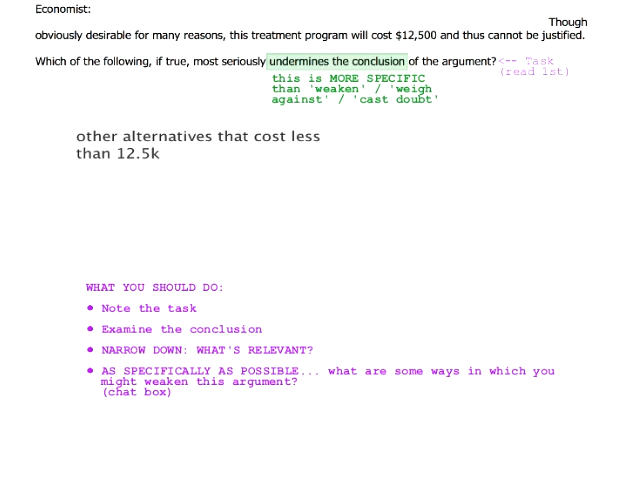 Economist:
Though
obviously desirable for many reasons, this treatment program will cost $12,500 and thus cannot be justified.
Which of the following, if true, most seriously undermines the conclusion of the argument? <-- Task
(read 1st)
this is MORE SPECIFIC
than 'weaken' / 'weigh
against' / 'cast doubt'
other alternatives that cost less
than 12.5k
WHAT YOU SHOULD DO:
• Note the task
• Examine the conclusion
• NARROW DOWN: WHAT'S RELEVANT?
• AS SPECIFICALLY AS POSSIBLE... what are some ways in which you
might weaken this argument?
(chat box)